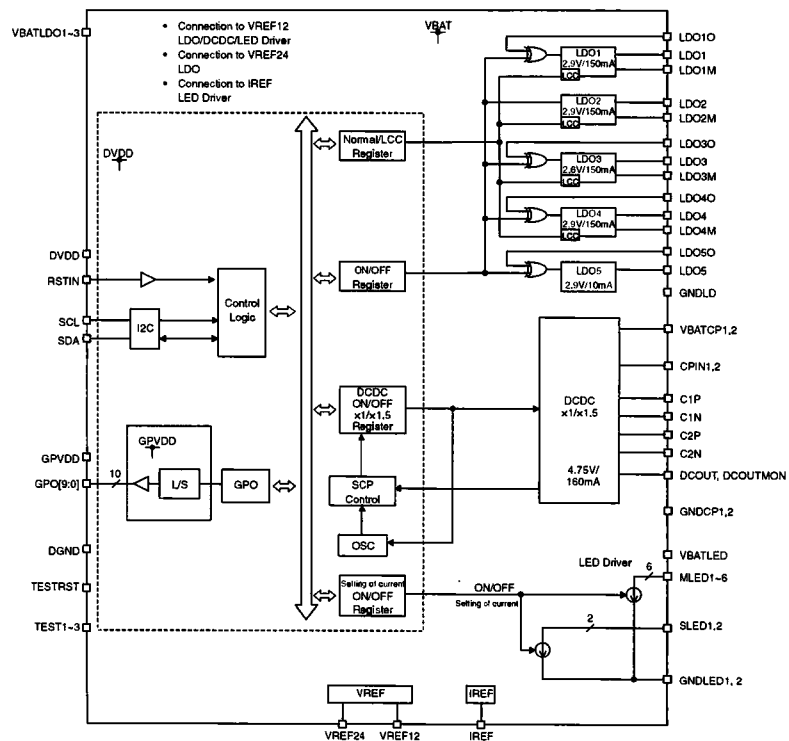 VBATLDO1~3
• Connection to VREF12
LDO/DCDC/LED Driver
• Connection to VREF24
LDO
• Connection to IREF
LED Driver
VBAT
DVDD
DVDD
RSTIN
SCL
SDA
I2C
Control
Logic
GPVDD
GPVDD
GPO[9:0]
10
L/S
GPO
DGND
TESTRST
TEST1~3
Normal/LCC
Register
ON/OFF
Register
DCDC
ON/OFF
x1/x1.5
Register
SCP
Control
OSC
Setting of current
ON/OFF
Register
LDO1
2.9V/150mA
LCC
LDO2
2.9V/150mA
LCC
LDO3
2.6V/150mA
LCC
LDO4
2.9V/150mA
LCC
LDO5
2.9V/10mA
DCDC
x1/x1.5
4.75V/
160mA
LED Driver
ON/OFF
Setting of current
6
2
LDO1O
LDO1
LDO1M
LDO2
LDO2M
LDO3O
LDO3
LDO3M
LDO4O
LDO4
LDO4M
LDO5O
LDO5
GNDLD
VBATCP1,2
CPIN1,2
C1P
C1N
C2P
C2N
DCOUT, DCOUTMON
GNDCP1,2
VBATLED
MLED1~6
SLED1,2
GNDLED1, 2
VREF
IREF
VREF24
VREF12
IREF